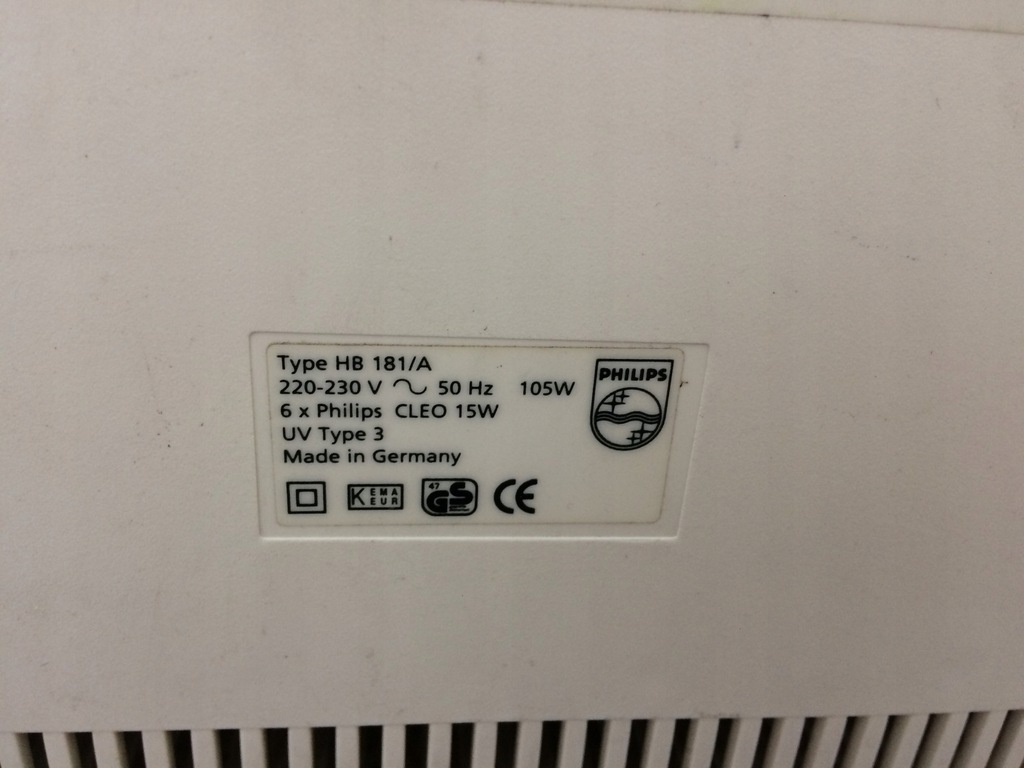 Type HB 181/A
220-230 V ~ 50 Hz 105W
6 x Philips CLEO 15W
UV Type 3
Made in Germany
PHILIPS
KEMA
KEUR
47
GS
CE